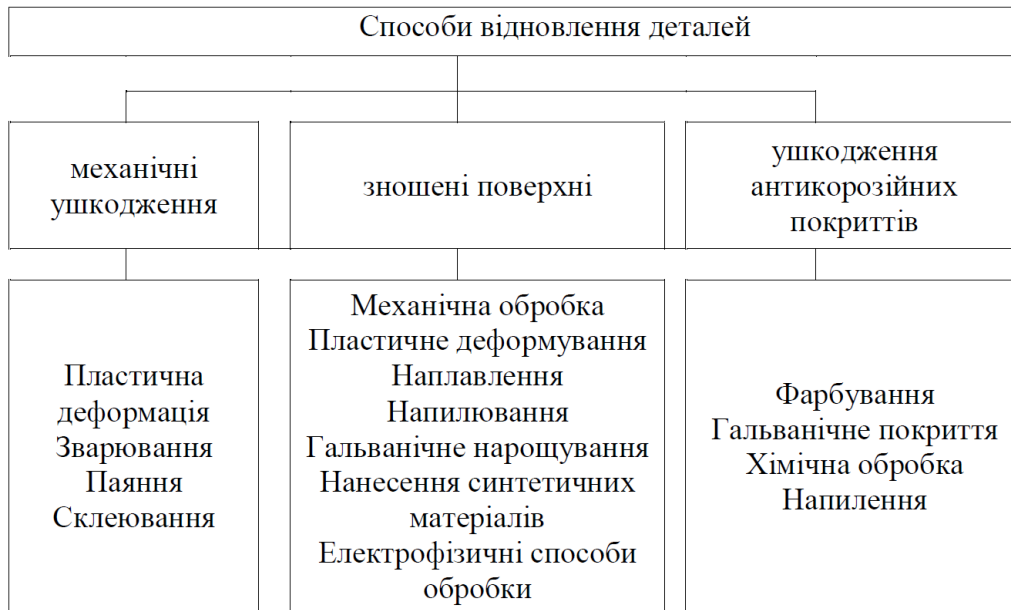 Способи відновлення деталей
механічні
ушкодження
зношені поверхні
ушкодження
антикорозійних
покриттів
Пластична
деформація
Зварювання
Паяння
Склеювання
Механічна обробка
Пластичне деформування
Наплавлення
Напилювання
Гальванічне нарощування
Нанесення синтетичних
матеріалів
Електрофізичні способи
обробки
Фарбування
Гальванічне покриття
Хімічна обробка
Напилення